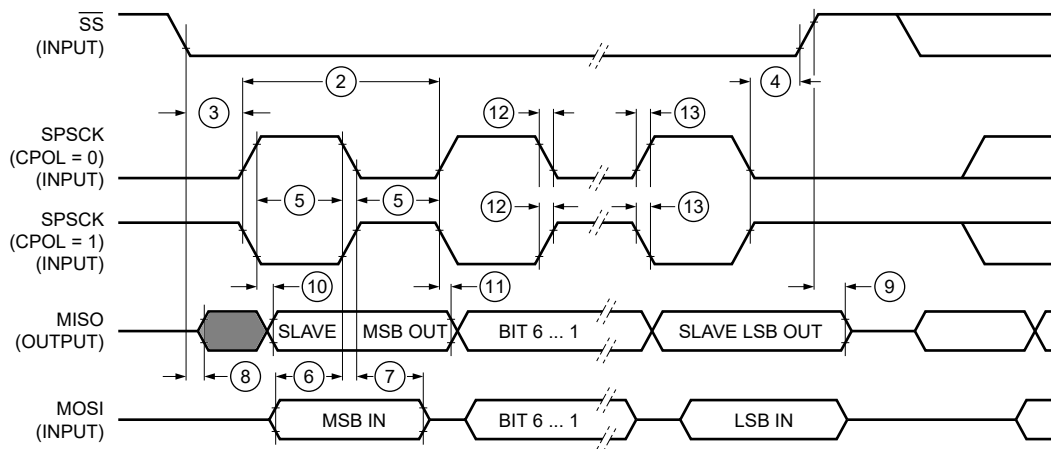 SS
(INPUT)
2
3
4
12
13
SPSCK
(CPOL = 0)
(INPUT)
5
5
12
13
SPSCK
(CPOL = 1)
(INPUT)
10
11
9
MISO
(OUTPUT)
SLAVE
MSB OUT
BIT 6 ... 1
SLAVE LSB OUT
8
6
7
MOSI
(INPUT)
MSB IN
BIT 6 ... 1
LSB IN